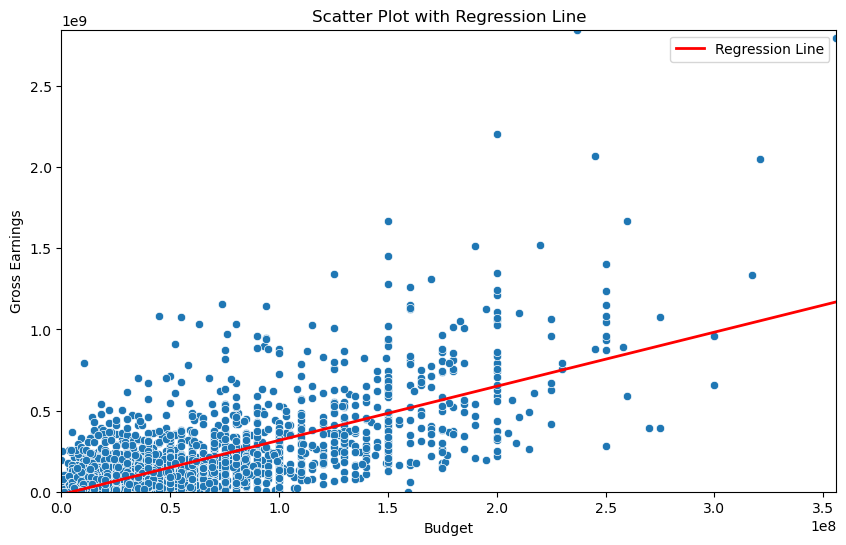 Scatter Plot with Regression Line
1e9
Regression Line
2.5
2.0
1.5
1.0
0.5
0.0
Gross Earnings
0.0 0.5 1.0 1.5 2.0 2.5 3.0 3.5
1e8
Budget